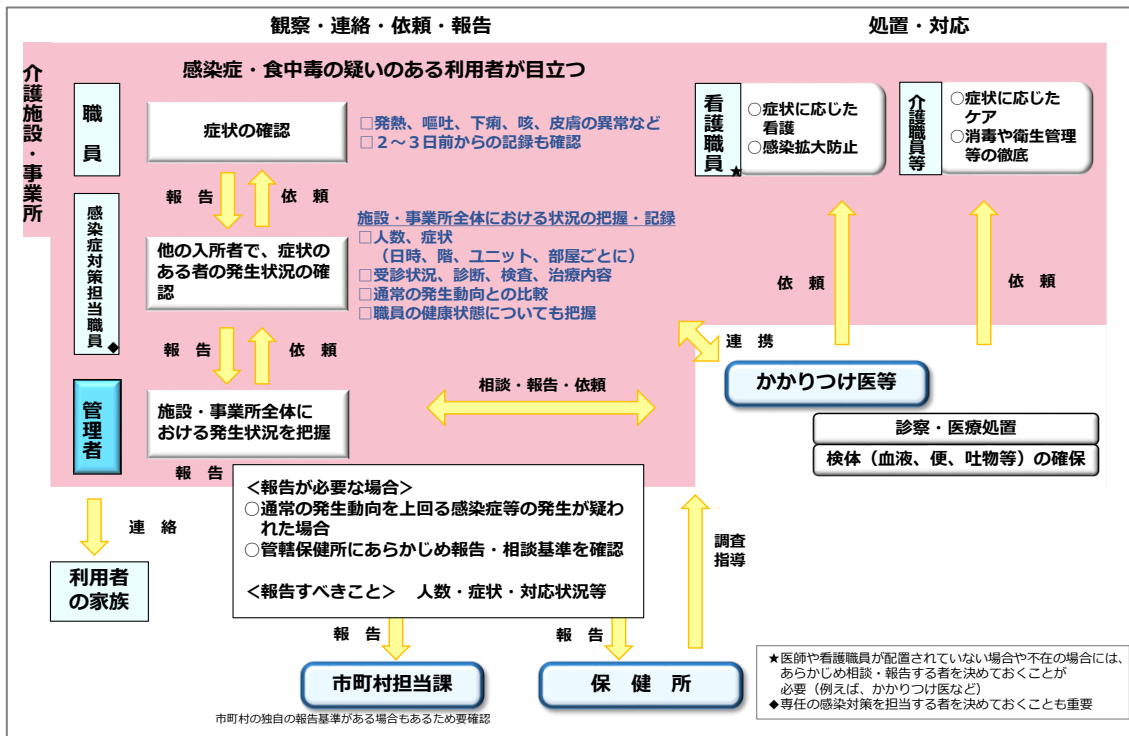 観察・連絡・依頼・報告
処置・対応
介護施設・事業所
感染症・食中毒の疑いのある利用者が目立つ
職員
症状の確認
□発熱、嘔吐、下痢、咳、皮膚の異常など
□２～３日前からの記録も確認
看護職員★
○症状に応じた
看護
○感染拡大防止
介護職員等
○症状に応じた
ケア
○消毒や衛生管理
等の徹底
報 告
依 頼
感染症対策担当職員◆
他の入所者で、症状の
ある者の発生状況の確
認
施設・事業所全体における状況の把握・記録
□人数、症状
（日時、階、ユニット、部屋ごとに）
□受診状況、診断、検査、治療内容
□通常の発生動向との比較
□職員の健康状態についても把握
依 頼
依 頼
報 告
依 頼
連 携
かかりつけ医等
管理者
施設・事業所全体に
おける発生状況を把握
相談・報告・依頼
診察・医療処置
検体（血液、便、吐物等）の確保
報 告
＜報告が必要な場合＞
○通常の発生動向を上回る感染症等の発生が疑わ
れた場合
○管轄保健所にあらかじめ報告・相談基準を確認
＜報告すべきこと＞　人数・症状・対応状況等
連 絡
利用者
の家族
調査
指導
報 告
報 告
市町村担当課
保 健 所
市町村の独自の報告基準がある場合もあるため要確認
★医師や看護職員が配置されていない場合や不在の場合には、
あらかじめ相談・報告する者を決めておくことが
必要（例えば、かかりつけ医など）
◆専任の感染対策を担当する者を決めておくことも重要